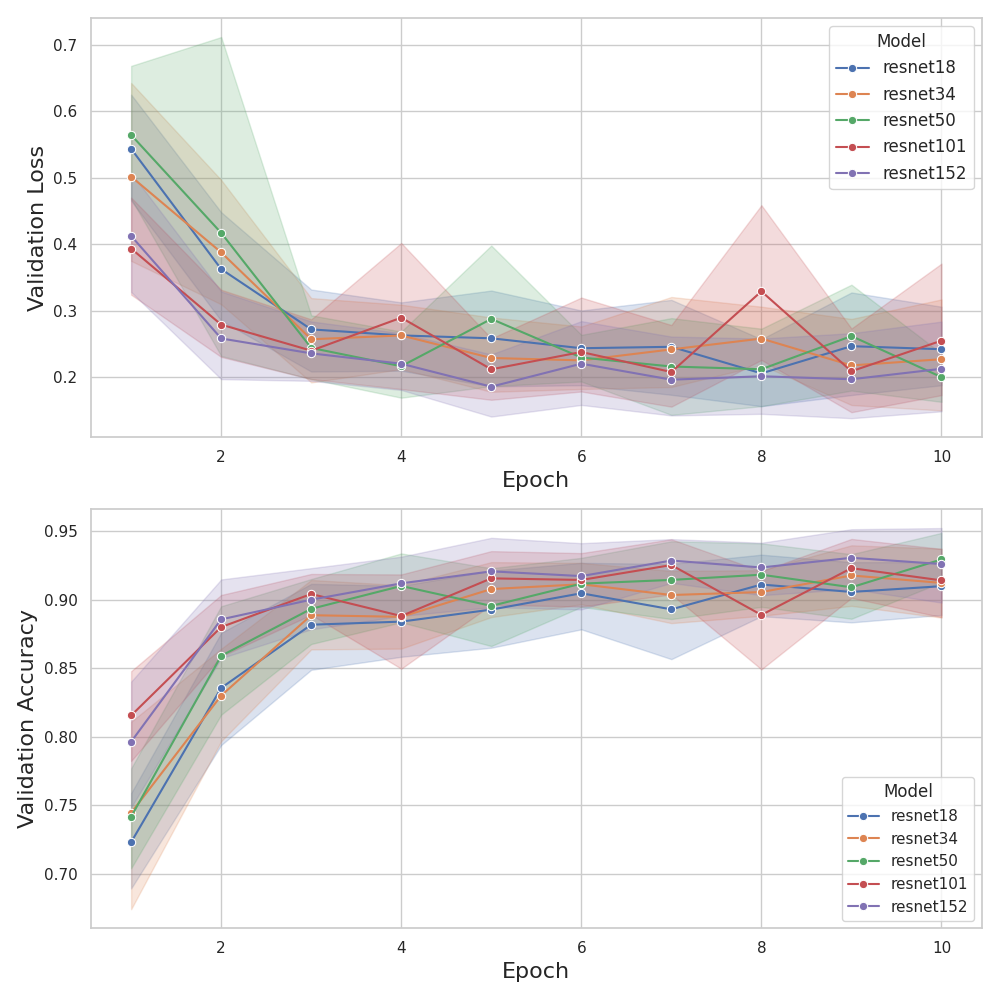 Validation Loss
0.7
0.6
0.5
0.4
0.3
0.2
Model
resnet18
resnet34
resnet50
resnet101
resnet152
2
4
6
8
10
Epoch
Validation Accuracy
0.95
0.90
0.85
0.80
0.75
0.70
Model
resnet18
resnet34
resnet50
resnet101
resnet152
2
4
6
8
10
Epoch